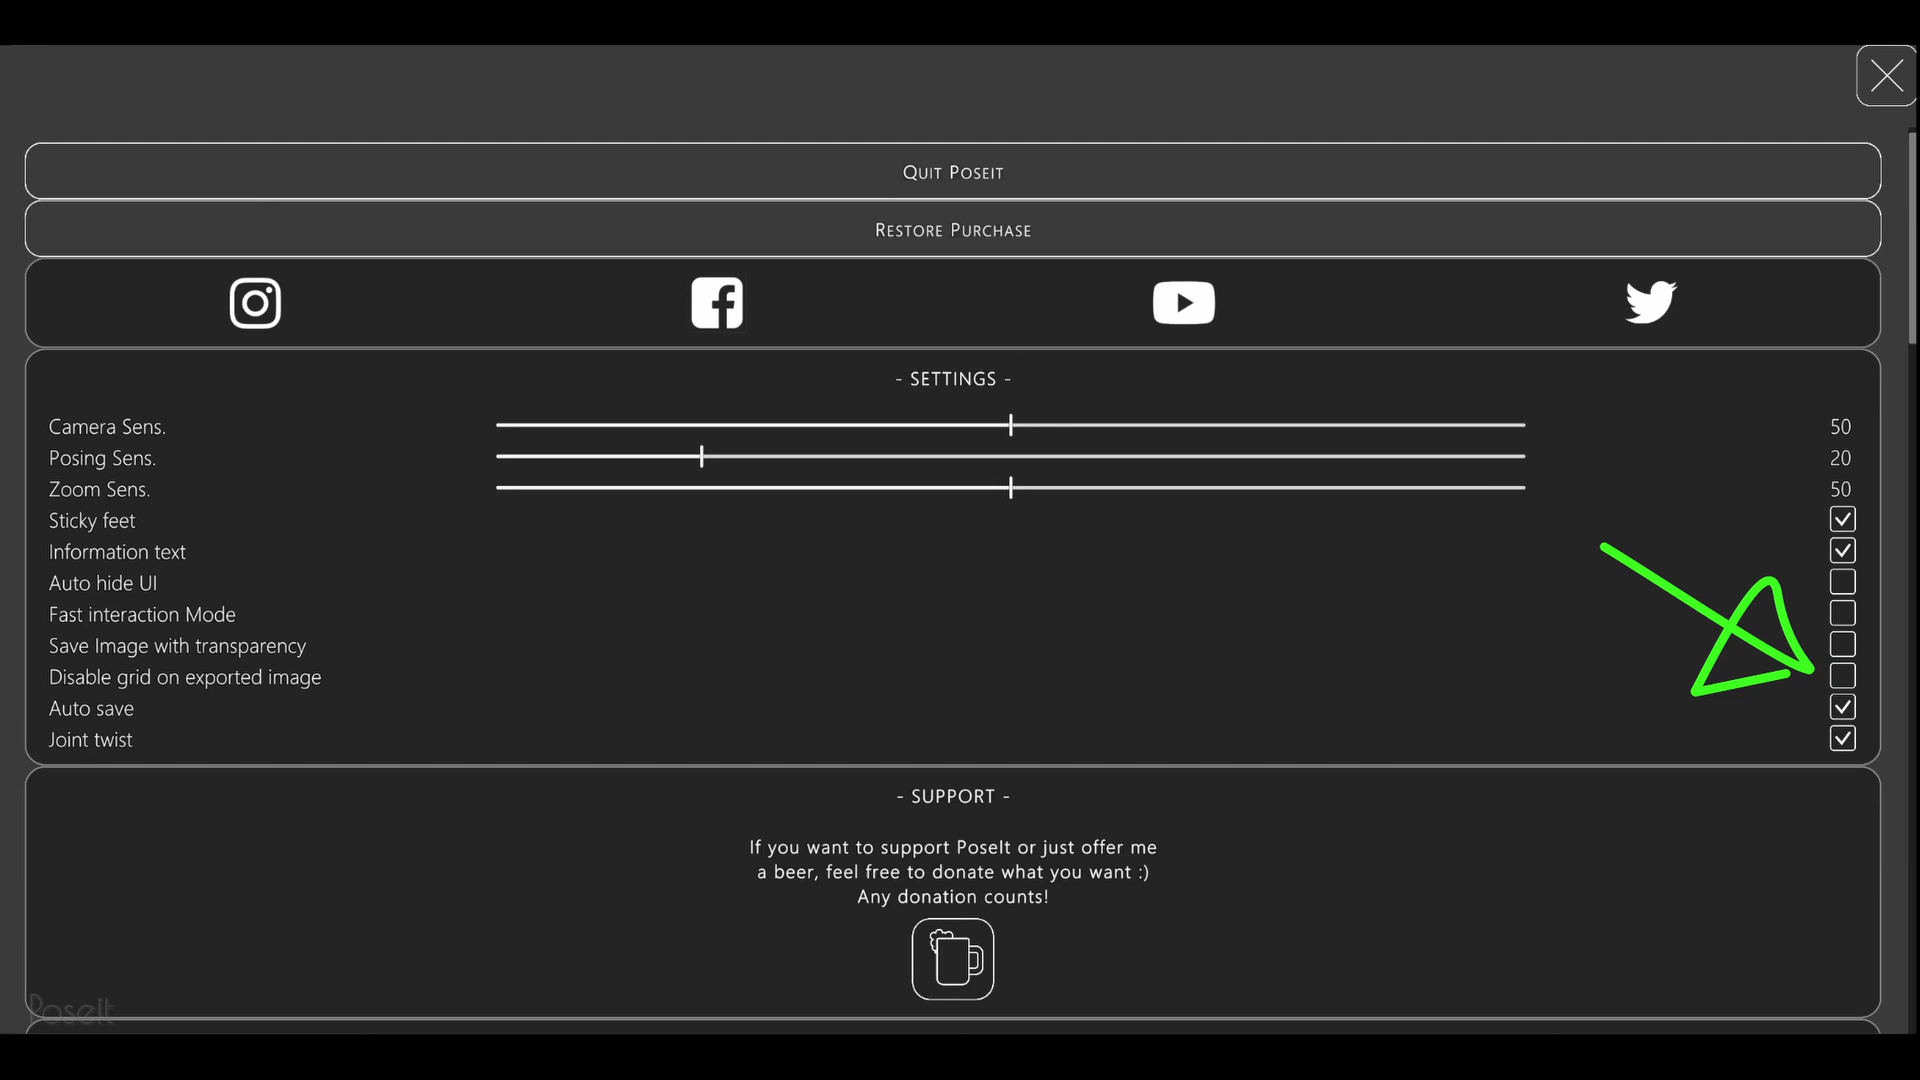 Quit Poseit
Restore Purchase
- SETTINGS -
Camera Sens. 50
Posing Sens. 20
Zoom Sens. 50
Sticky feet
Information text
Auto hide UI
Fast interaction Mode
Save Image with transparency
Disable grid on exported image
Auto save
Joint twist
- SUPPORT -
If you want to support PoseIt or just offer me
a beer, feel free to donate what you want :)
Any donation counts!
PoseIt